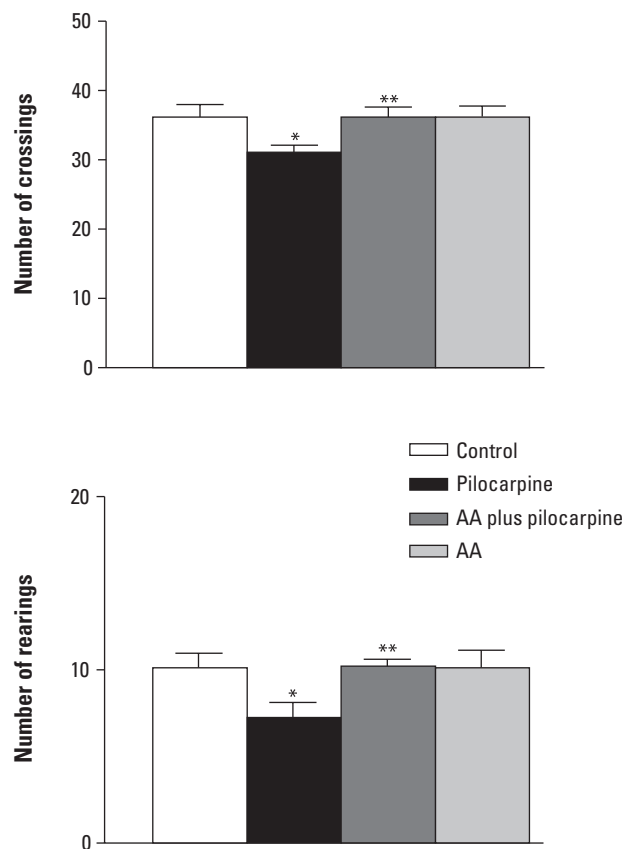 50
40
30
20
10
0
Number of crossings
*
**
Control
Pilocarpine
AA plus pilocarpine
AA
20
10
0
Number of rearings
*
**